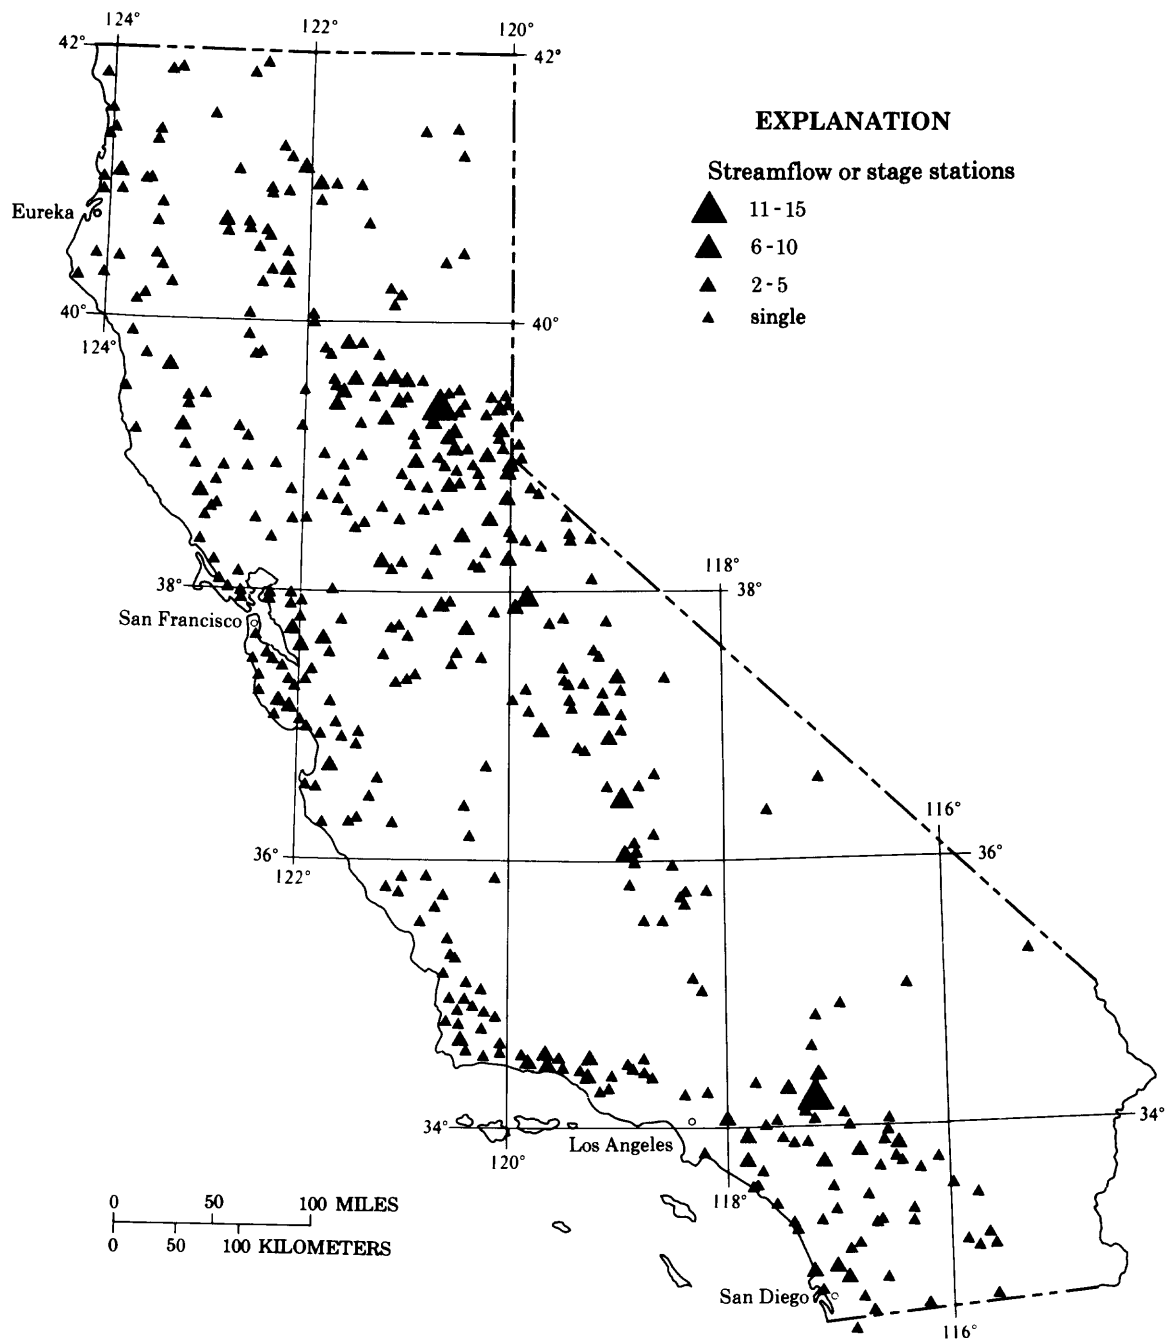 124°
122°
120°
42°
42°
EXPLANATION
Streamflow or stage stations
11-15
6-10
2-5
single
Eureka
40°
40°
124°
118°
38°
38°
San Francisco
116°
36°
36°
122°
34°
34°
Los Angeles
120°
118°
0 50 100 MILES
0 50 100 KILOMETERS
San Diego
116°